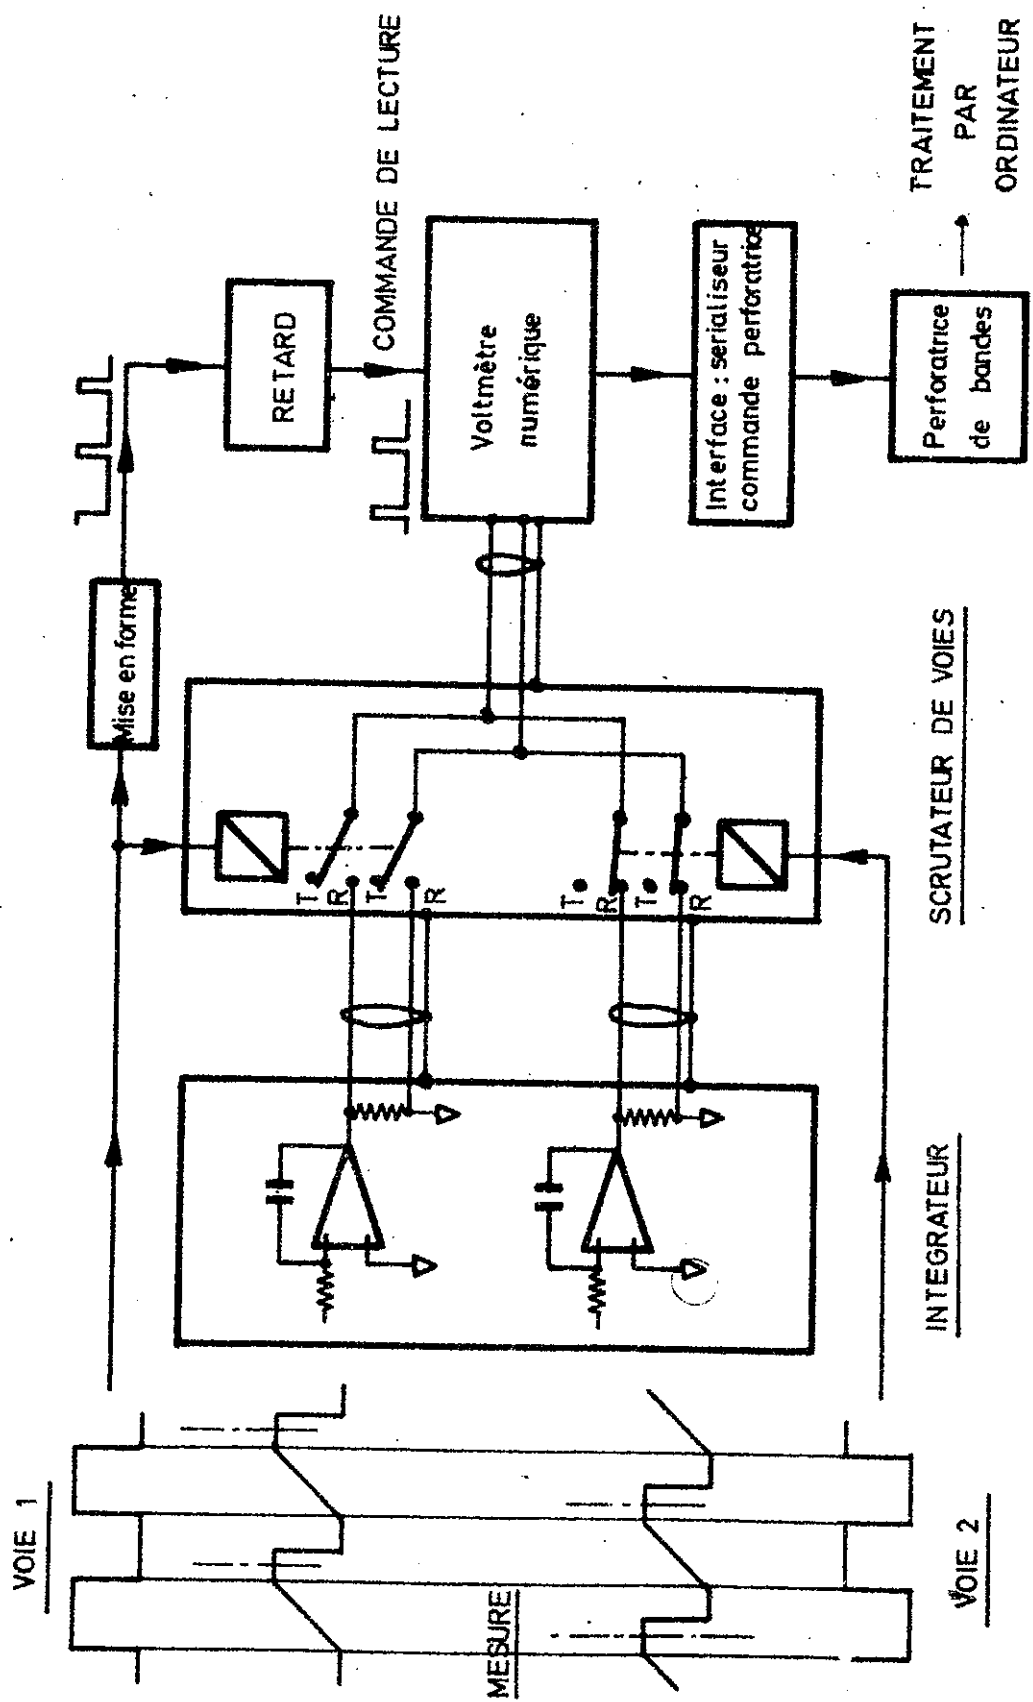 VOIE 1
MESURE
VOIE 2
INTEGRATEUR
T
R
T
R
T
R
T
R
SCRUTATEUR DE VOIES
Mise en forme
RETARD
COMMANDE DE LECTURE
Voltmètre
numérique
Interface : serialiseur
commande perforatrice
Perforatrice
de bandes
TRAITEMENT
PAR
ORDINATEUR